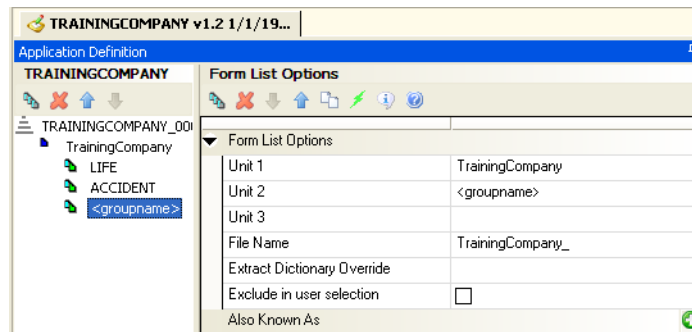 TRAININGCOMPANY v1.2 1/1/19...
Application Definition
TRAININGCOMPANY
Form List Options
TRAININGCOMPANY_00
TrainingCompany
LIFE
ACCIDENT
<groupname>
Form List Options
Unit 1 TrainingCompany
Unit 2 <groupname>
Unit 3
File Name TrainingCompany_
Extract Dictionary Override
Exclude in user selection
Also Known As